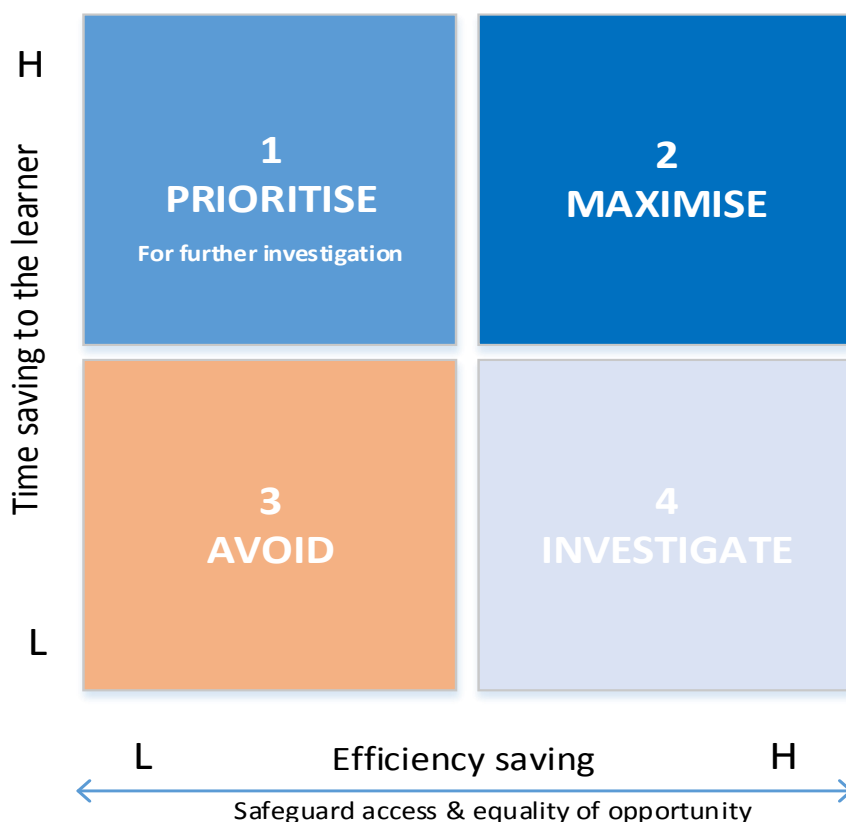 H
Time saving to the learner
L
1
PRIORITISE
For further investigation
2
MAXIMISE
3
AVOID
4
INVESTIGATE
L
Efficiency saving
H
Safeguard access & equality of opportunity